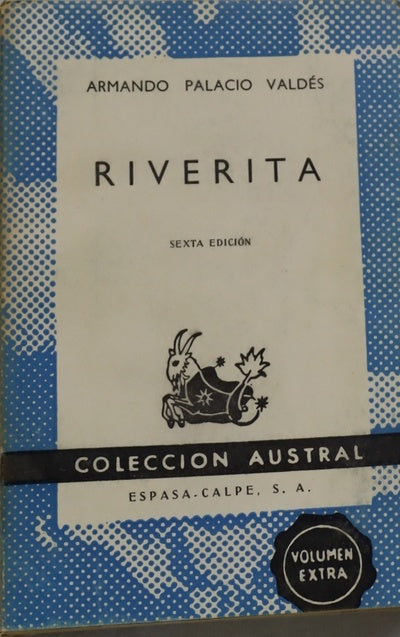 ARMANDO PALACIO VALDÉS
RIVERITA
SEXTA EDICIÓN
COLECCION AUSTRAL
ESPASA-CALPE, S. A.
VOLUMEN
EXTRA